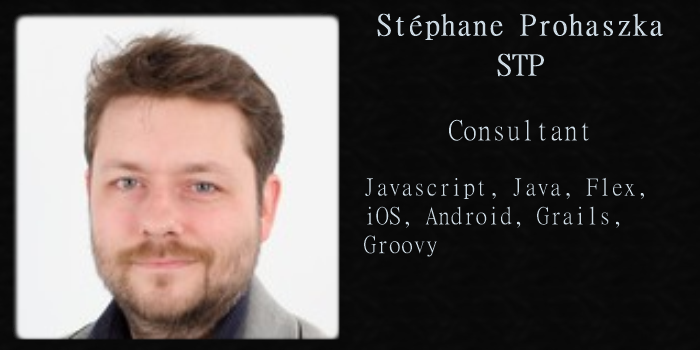 Stéphane Prohaszka
STP
Consultant
Javascript, Java, Flex,
iOS, Android, Grails,
Groovy